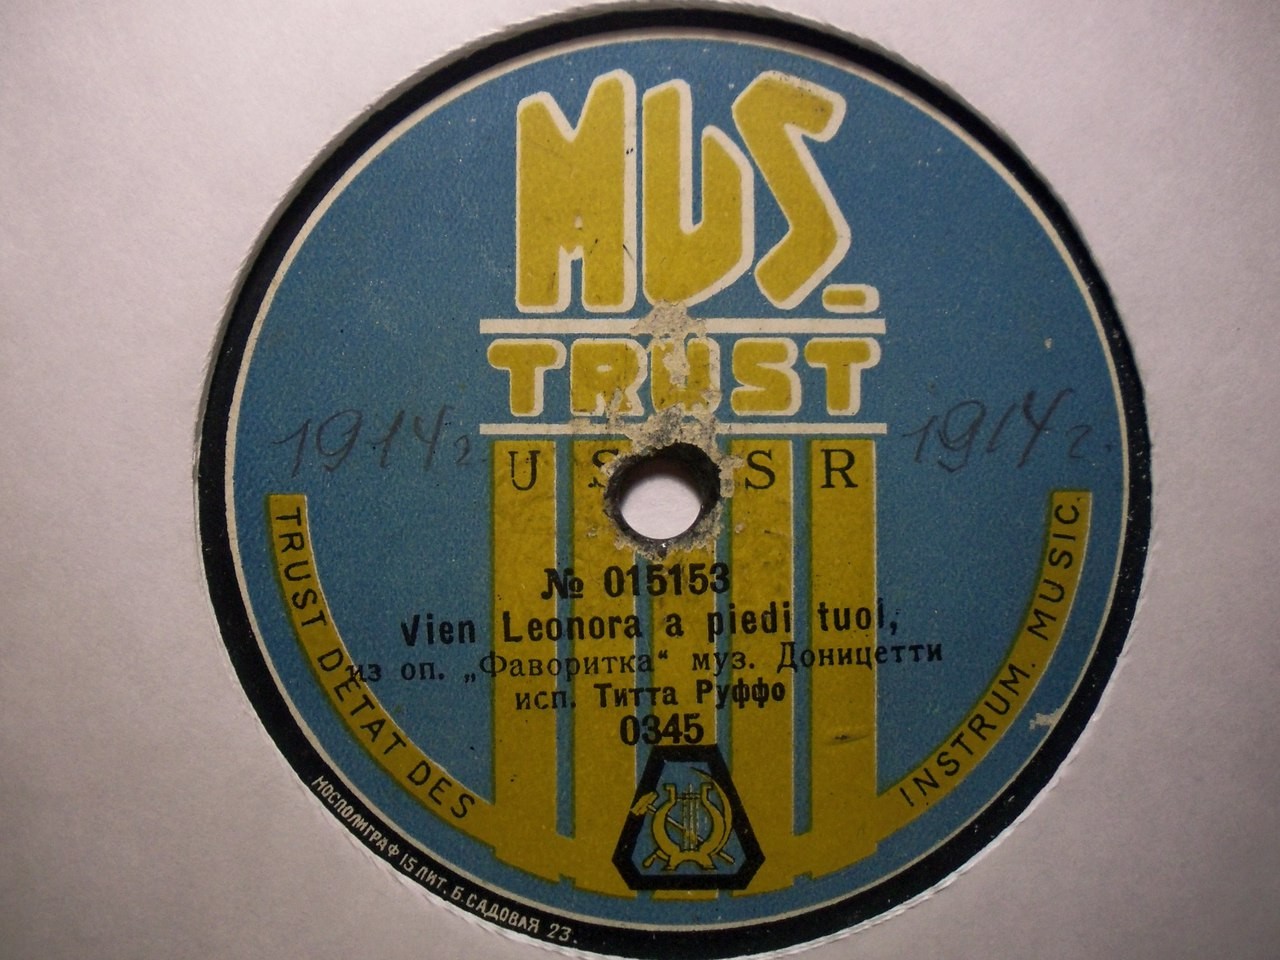 MUS.
TRUST
USSR
1914г
1914г.
№ 015153
Vien Leonora a piedi tuoi,
из оп. „Фаворитка“ муз. Доницетти
исп. Титта Руффо
0345
TRUST D'ETAT DES INSTRUM. MUSIC.
МОСПОЛИГРАФ 15 ЛИТ. Б. САДОВАЯ 23.